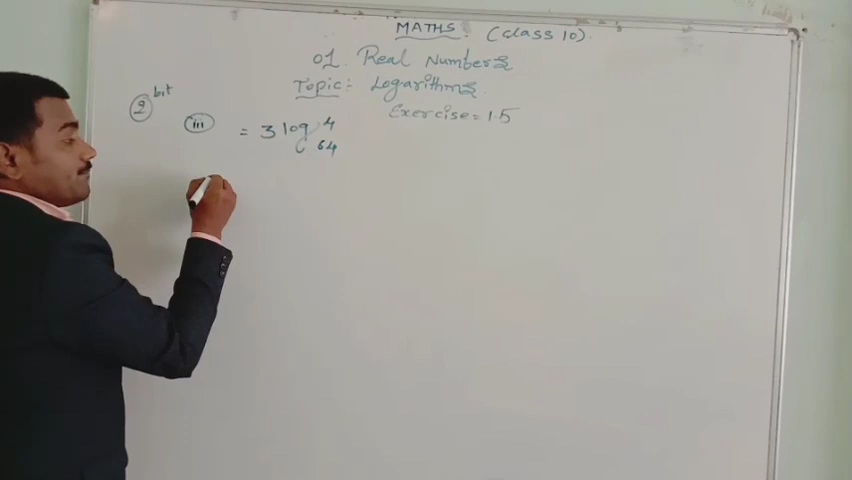 MATHS: (Class 10).
01. Real Numbers
Topic:- Logarithms.
Exercise = 1.5
2 bit
iii = 3 log 4
64